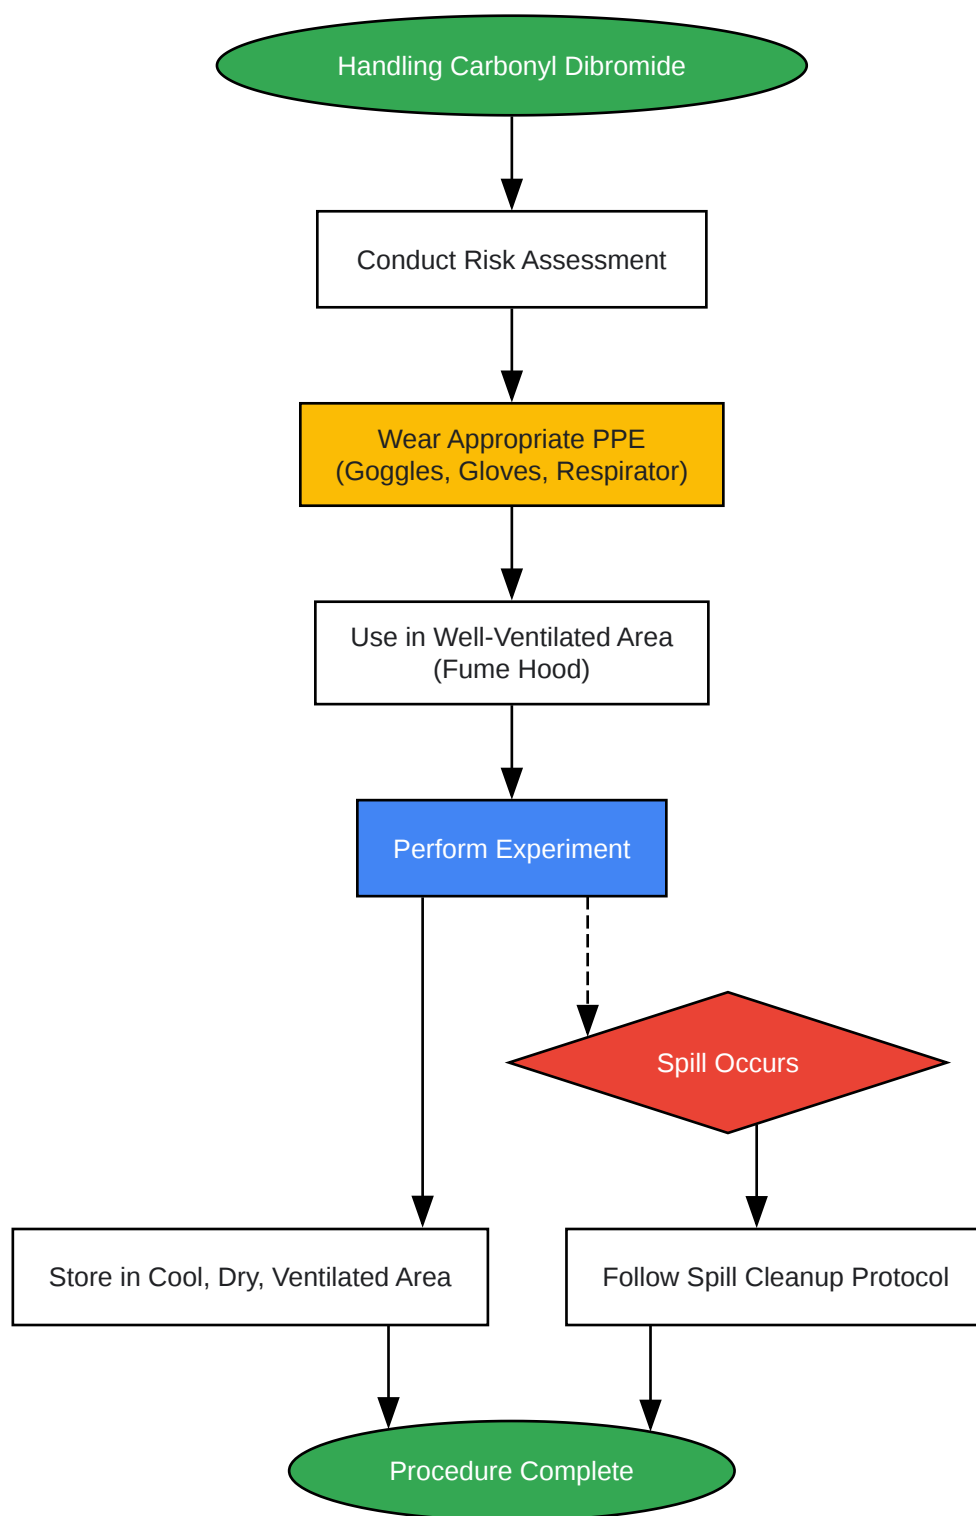 Handling Carbonyl Dibromide
Conduct Risk Assessment
Wear Appropriate PPE
(Goggles, Gloves, Respirator)
Use in Well-Ventilated Area
(Fume Hood)
Perform Experiment
Spill Occurs
Store in Cool, Dry, Ventilated Area
Follow Spill Cleanup Protocol
Procedure Complete